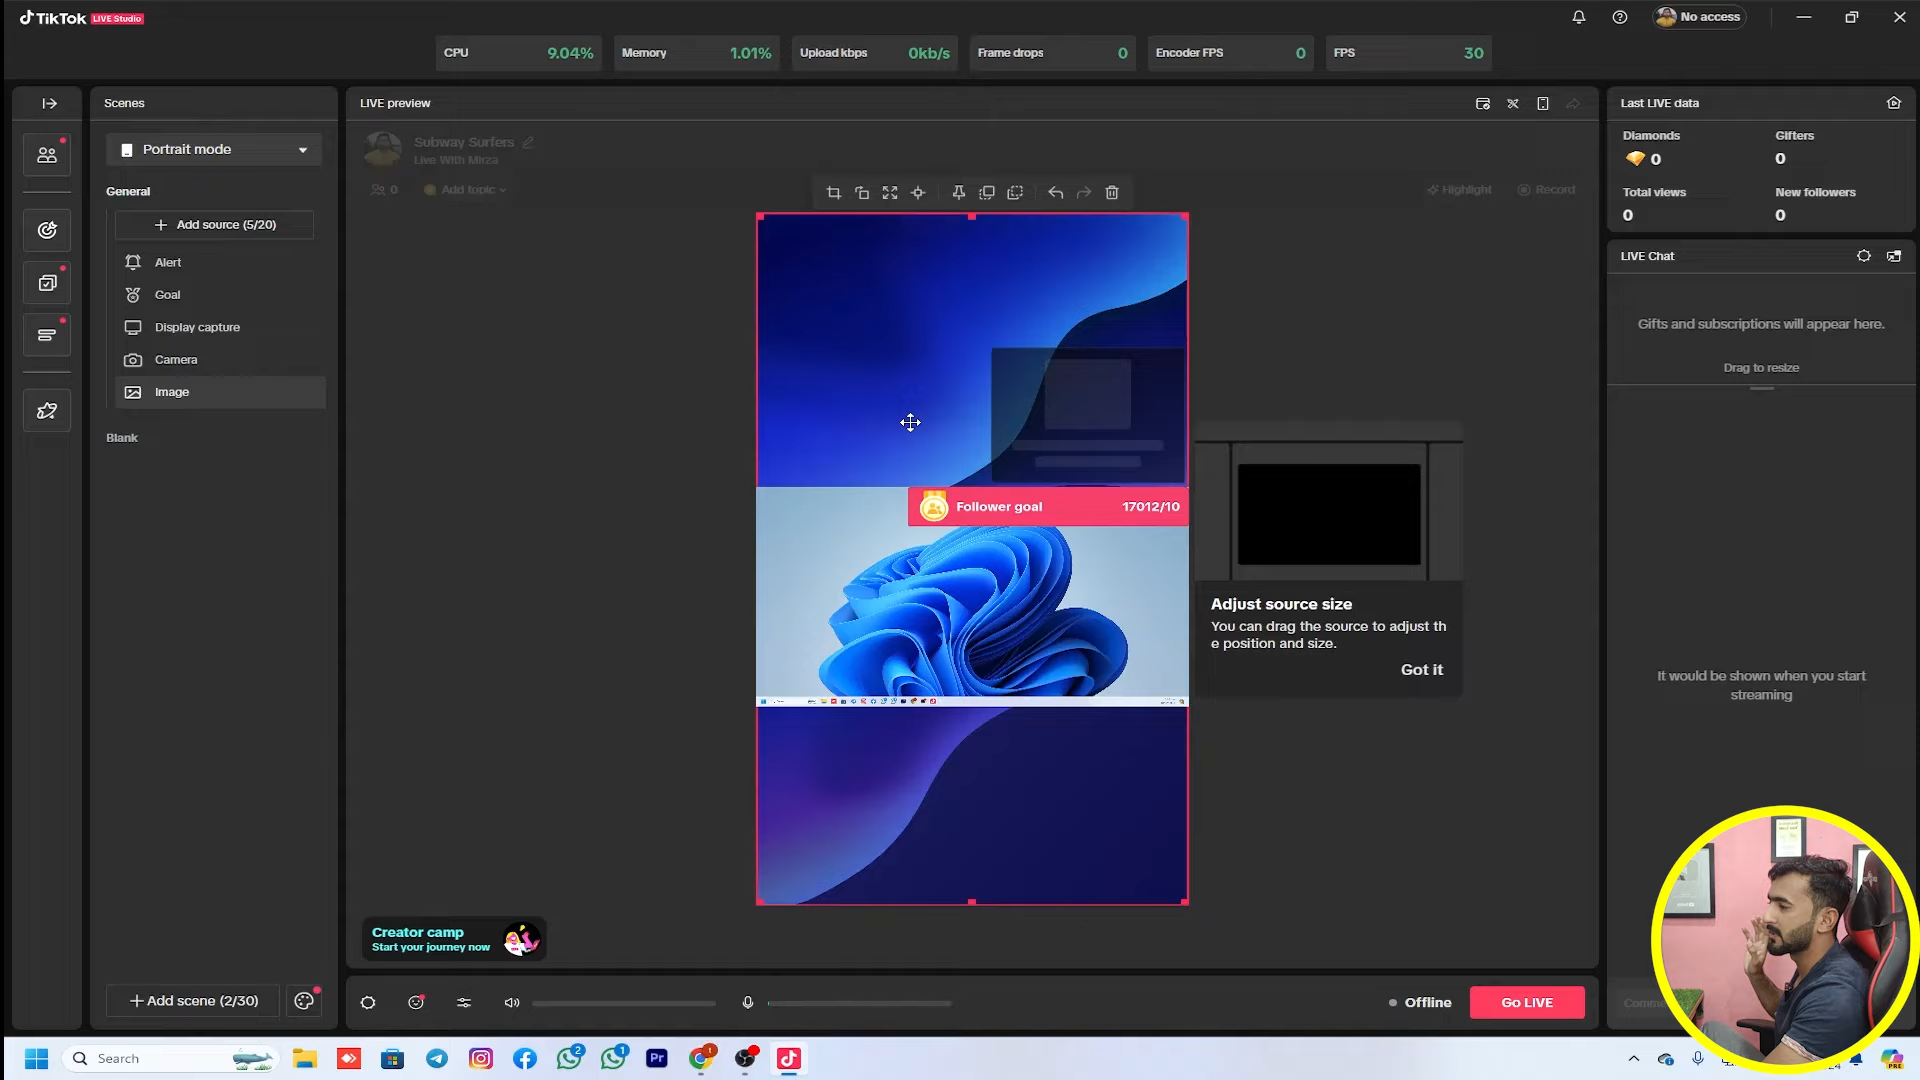 TikTok LIVE Studio
No access
CPU 9.04%
Memory 1.01%
Upload kbps 0kb/s
Frame drops 0
Encoder FPS 0
FPS 30
Scenes
Portrait mode
General
Add source (5/20)
Alert
Goal
Display capture
Camera
Image
Blank
Add scene (2/30)
LIVE preview
Subway Surfers
Live With Mirza
0
Add topic
Highlight
Record
Follower goal 17012/10
Adjust source size
You can drag the source to adjust th
e position and size.
Got it
Creator camp
Start your journey now
Offline
Go LIVE
Last LIVE data
Diamonds
0
Gifters
0
Total views
0
New followers
0
LIVE Chat
Gifts and subscriptions will appear here.
Drag to resize
It would be shown when you start
streaming
Search
2
1
Pr
1
PRE